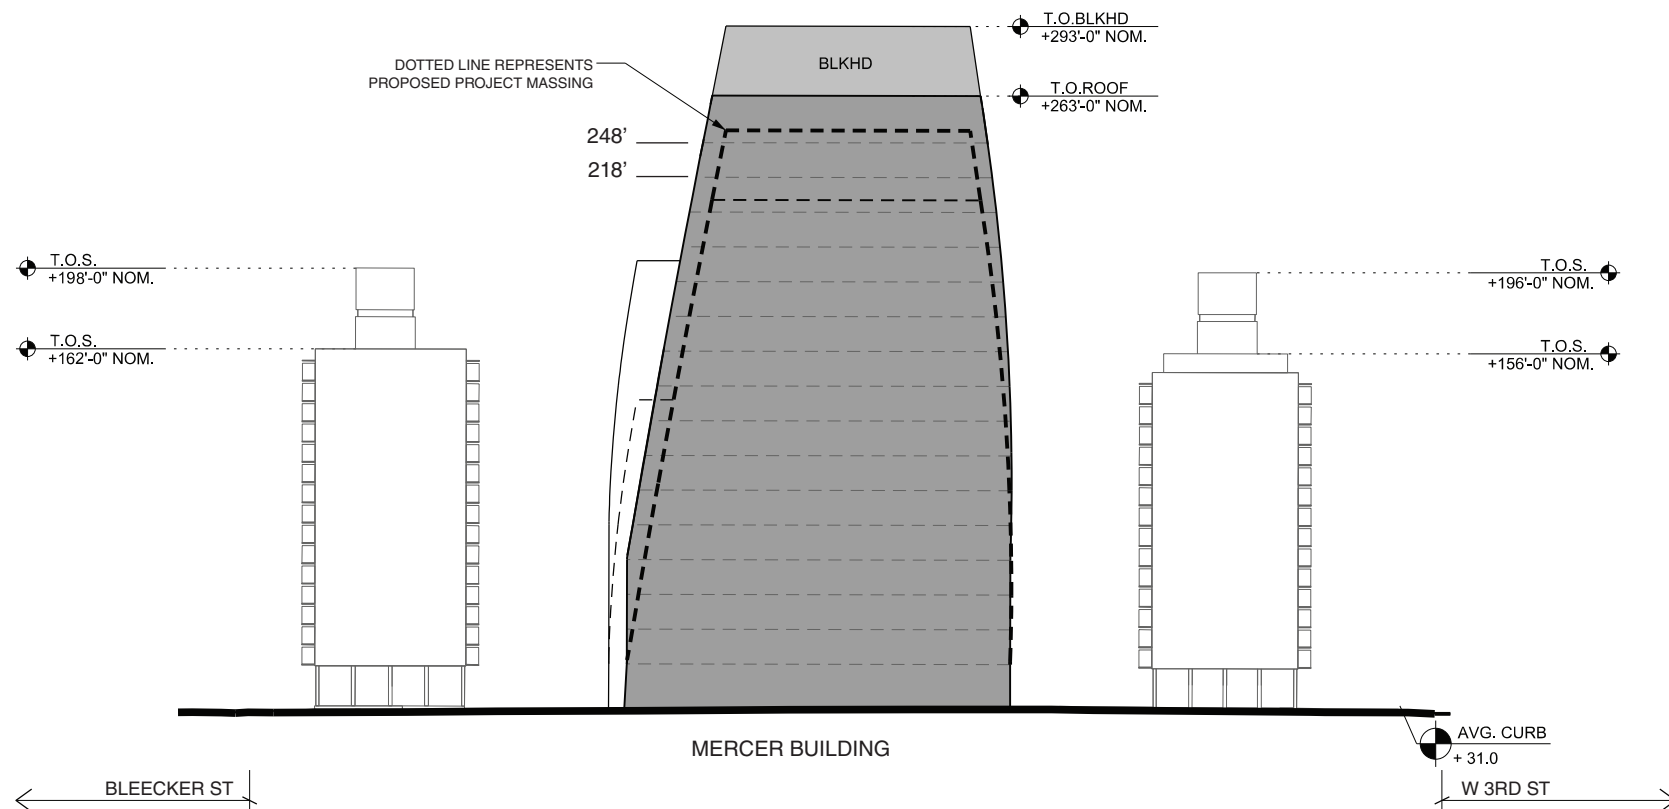 T.O.BLKHD
+293'-0" NOM.
DOTTED LINE REPRESENTS
PROPOSED PROJECT MASSING
BLKHD
T.O.ROOF
+263'-0" NOM.
248'
218'
T.O.S.
+198'-0" NOM.
T.O.S.
+196'-0" NOM.
T.O.S.
+162'-0" NOM.
T.O.S.
+156'-0" NOM.
MERCER BUILDING
AVG. CURB
+ 31.0
BLEECKER ST
W 3RD ST